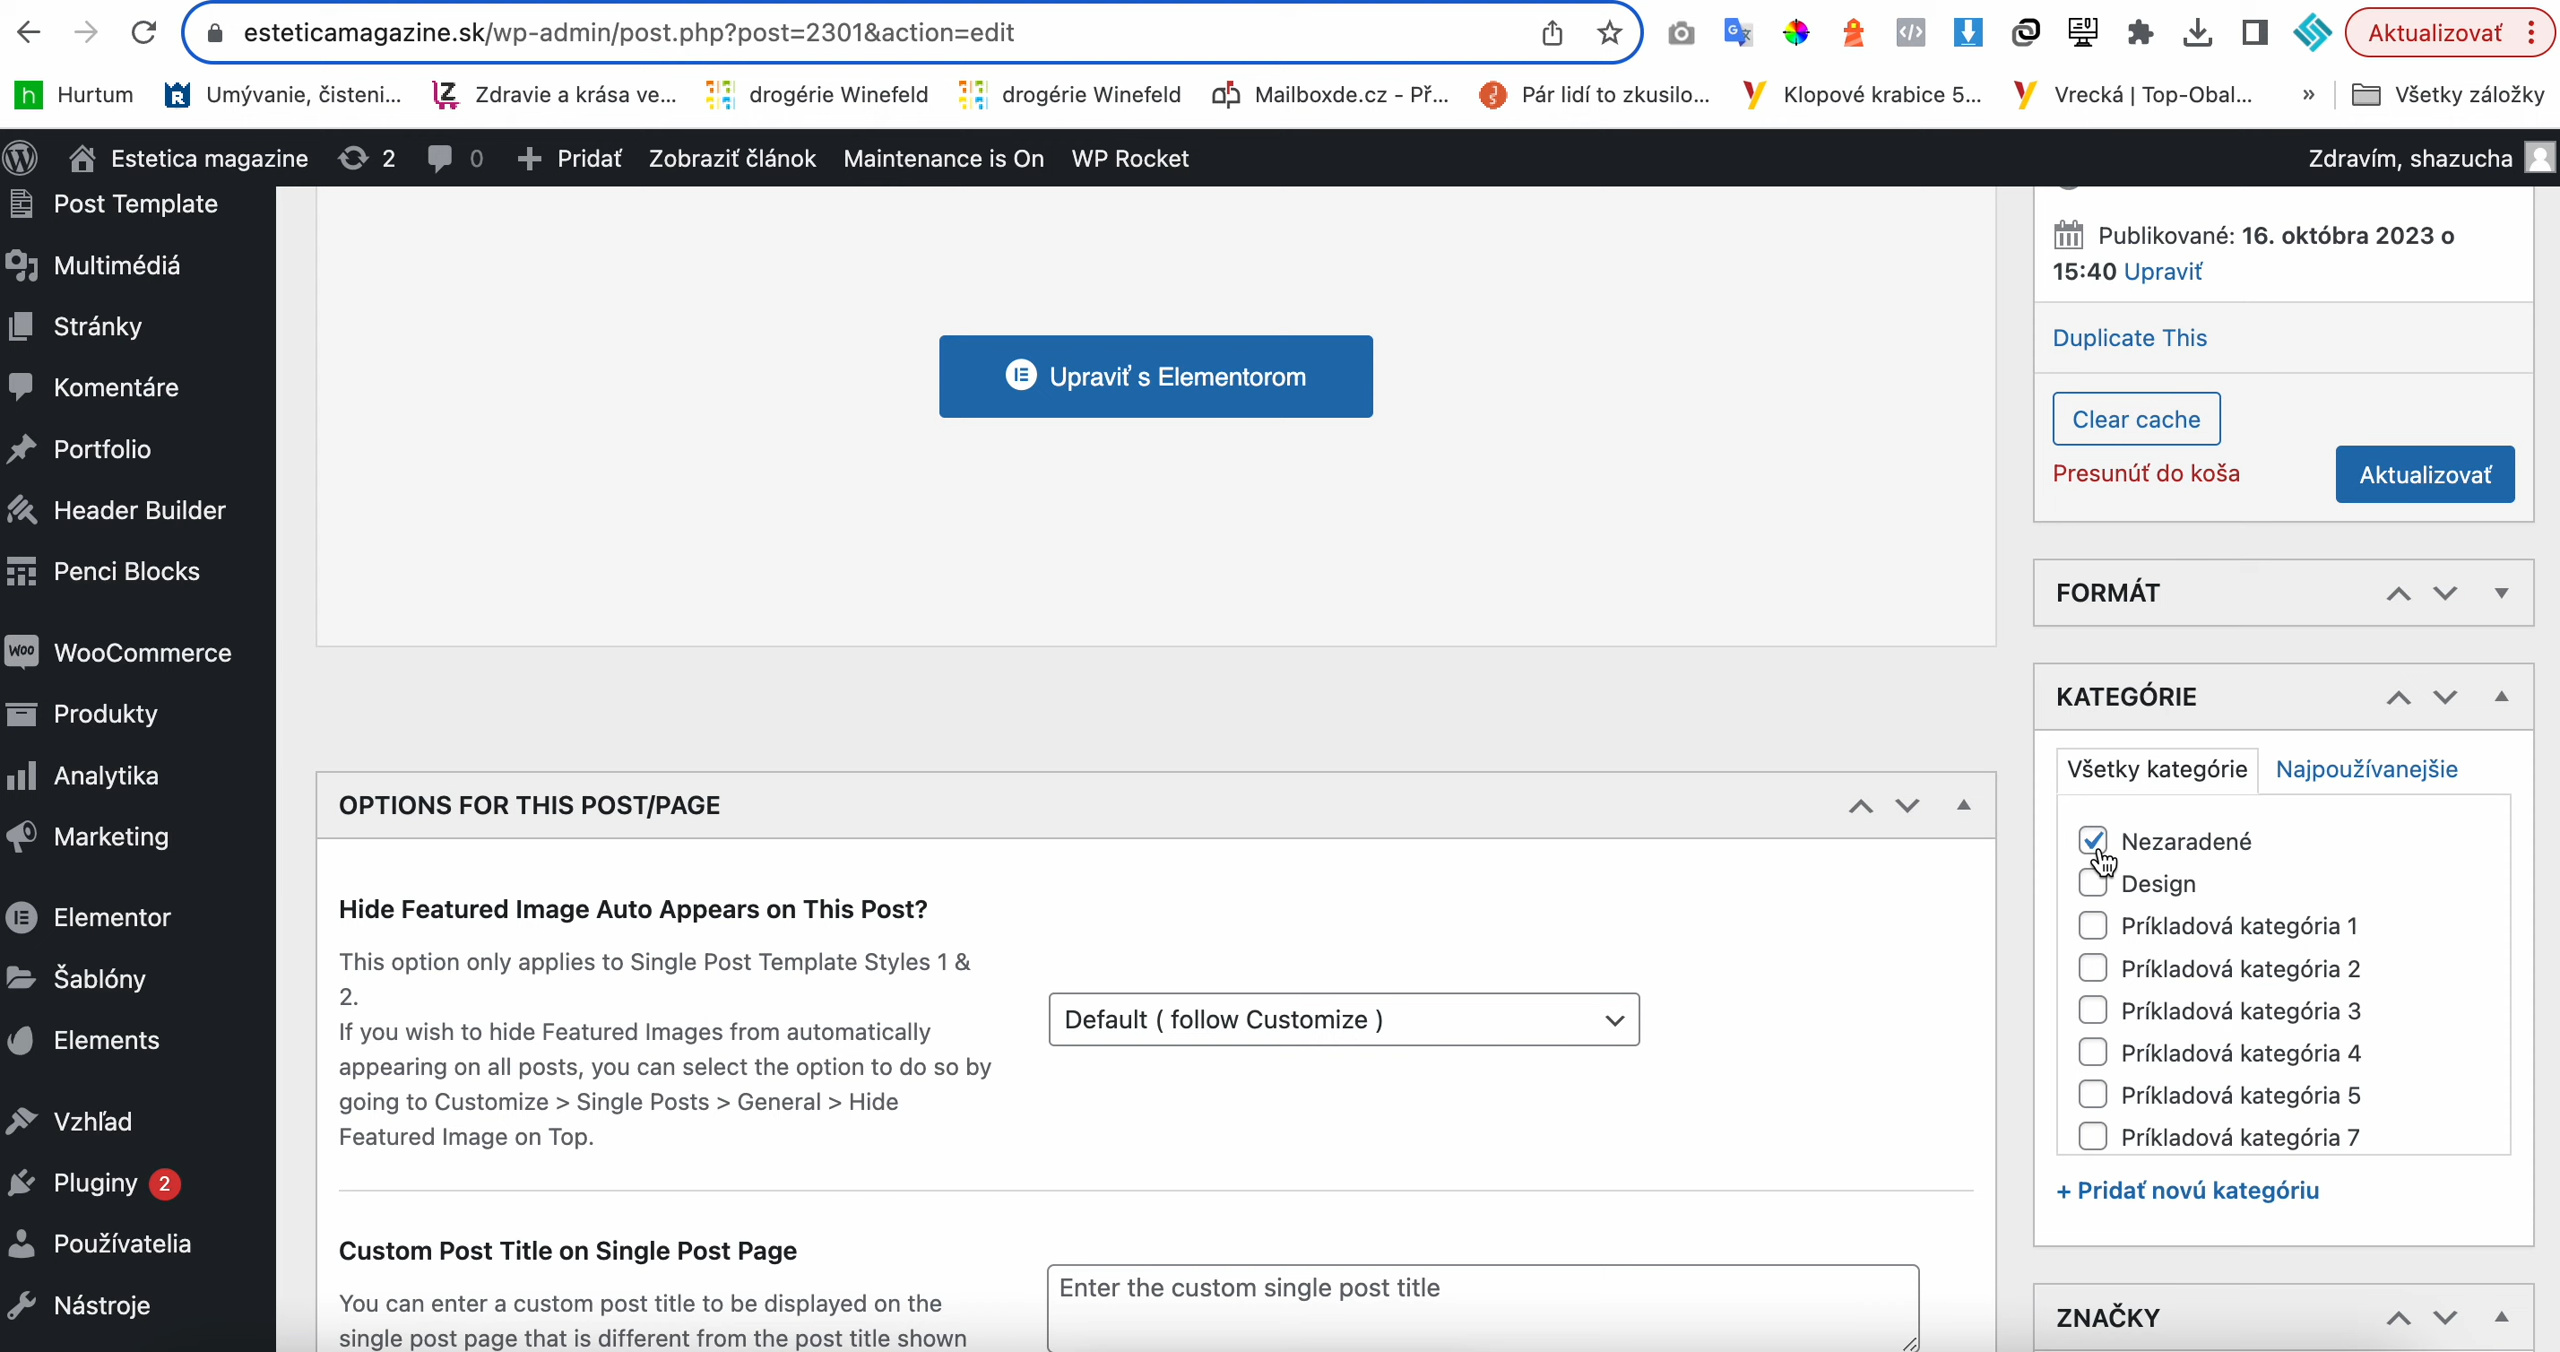 esteticamagazine.sk/wp-admin/post.php?post=2301&action=edit
Aktualizovať
Hurtum
Umývanie, čisteni...
Zdravie a krása ve...
drogérie Winefeld
drogérie Winefeld
Mailboxde.cz - Př...
Pár lidí to zkusilo...
Klopové krabice 5...
Vrecká | Top-Obal...
»
Všetky záložky
Estetica magazine
2
0
Pridať
Zobraziť článok
Maintenance is On
WP Rocket
Zdravím, shazucha
Post Template
Multimédiá
Stránky
Komentáre
Portfolio
Header Builder
Penci Blocks
WooCommerce
Produkty
Analytika
Marketing
Elementor
Šablóny
Elements
Vzhľad
Pluginy 2
Používatelia
Nástroje
Upraviť s Elementorom
OPTIONS FOR THIS POST/PAGE
Hide Featured Image Auto Appears on This Post?
This option only applies to Single Post Template Styles 1 &
2.
If you wish to hide Featured Images from automatically
appearing on all posts, you can select the option to do so by
going to Customize > Single Posts > General > Hide
Featured Image on Top.
Default ( follow Customize )
Custom Post Title on Single Post Page
You can enter a custom post title to be displayed on the
single post page that is different from the post title shown
Enter the custom single post title
Publikované: 16. októbra 2023 o
15:40 Upraviť
Duplicate This
Clear cache
Presunúť do koša
Aktualizovať
FORMÁT
KATEGÓRIE
Všetky kategórie
Najpoužívanejšie
Nezaradené
Design
Príkladová kategória 1
Príkladová kategória 2
Príkladová kategória 3
Príkladová kategória 4
Príkladová kategória 5
Príkladová kategória 7
+ Pridať novú kategóriu
ZNAČKY